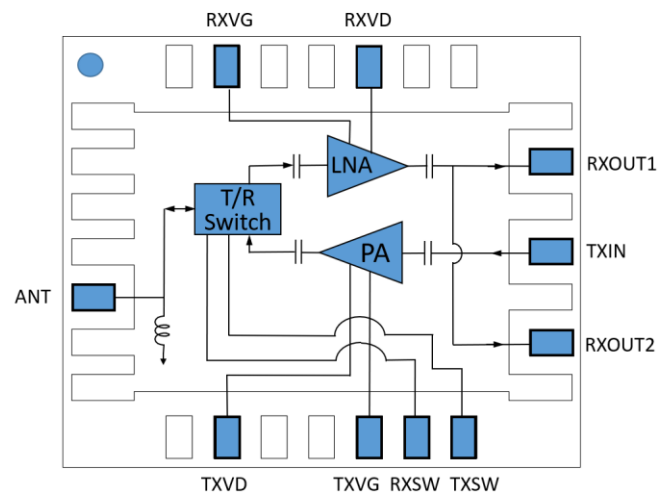 RXVG
RXVD
LNA
RXOUT1
T/R
Switch
PA
TXIN
ANT
RXOUT2
TXVD
TXVG
RXSW
TXSW